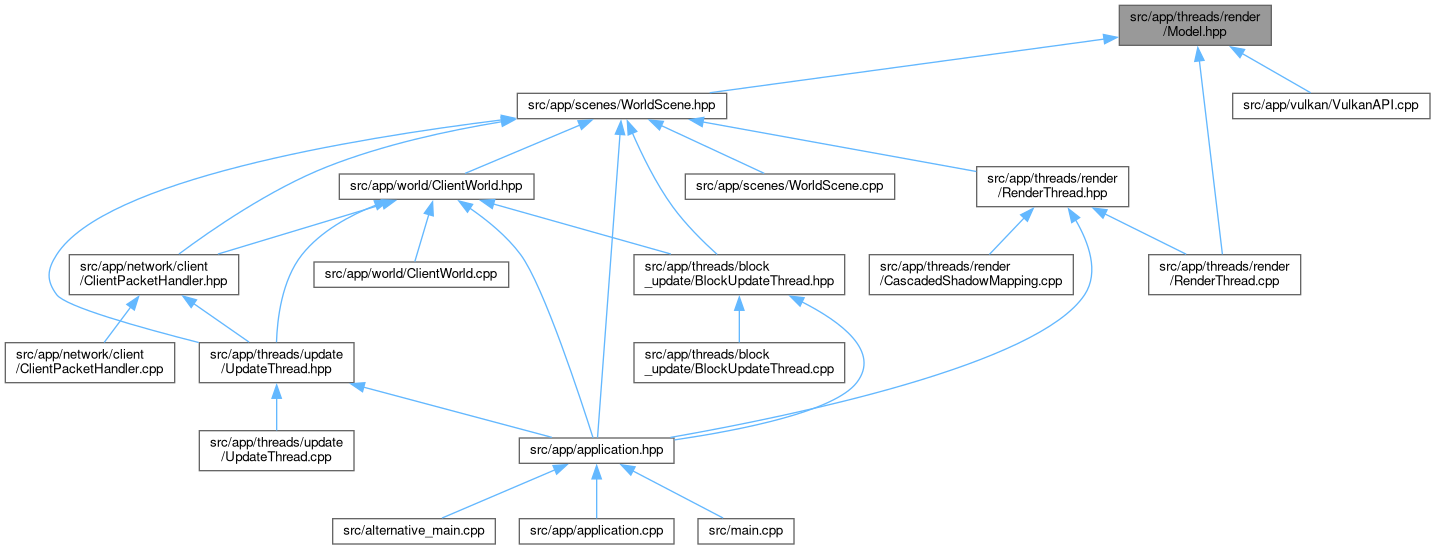 src/app/threads/render
/Model.hpp
src/app/scenes/WorldScene.hpp
src/app/vulkan/VulkanAPI.cpp
src/app/world/ClientWorld.hpp
src/app/scenes/WorldScene.cpp
src/app/threads/render
/RenderThread.hpp
src/app/network/client
/ClientPacketHandler.hpp
src/app/world/ClientWorld.cpp
src/app/threads/block
_update/BlockUpdateThread.hpp
src/app/threads/render
/CascadedShadowMapping.cpp
src/app/threads/render
/RenderThread.cpp
src/app/network/client
/ClientPacketHandler.cpp
src/app/threads/update
/UpdateThread.hpp
src/app/threads/block
_update/BlockUpdateThread.cpp
src/app/threads/update
/UpdateThread.cpp
src/app/application.hpp
src/alternative_main.cpp
src/app/application.cpp
src/main.cpp